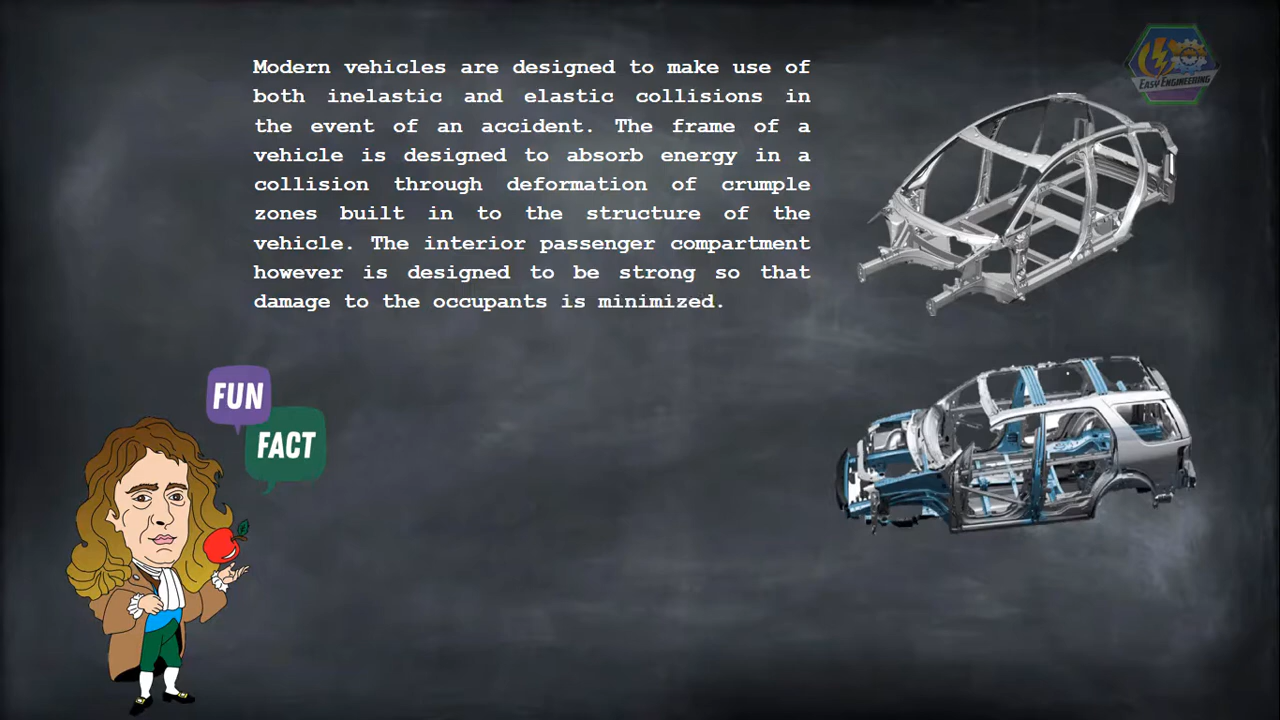 Modern vehicles are designed to make use of
both inelastic and elastic collisions in
the event of an accident. The frame of a
vehicle is designed to absorb energy in a
collision through deformation of crumple
zones built in to the structure of the
vehicle. The interior passenger compartment
however is designed to be strong so that
damage to the occupants is minimized.
EASY ENGINEERING
FUN
FACT